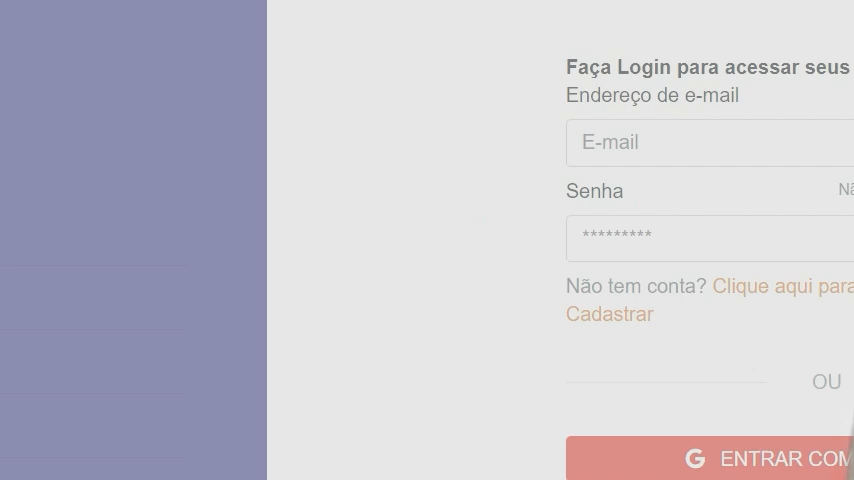 Faça Login para acessar seus
Endereço de e-mail
E-mail
Senha
*********
Não tem conta? Clique aqui para
Cadastrar
OU
G ENTRAR COM